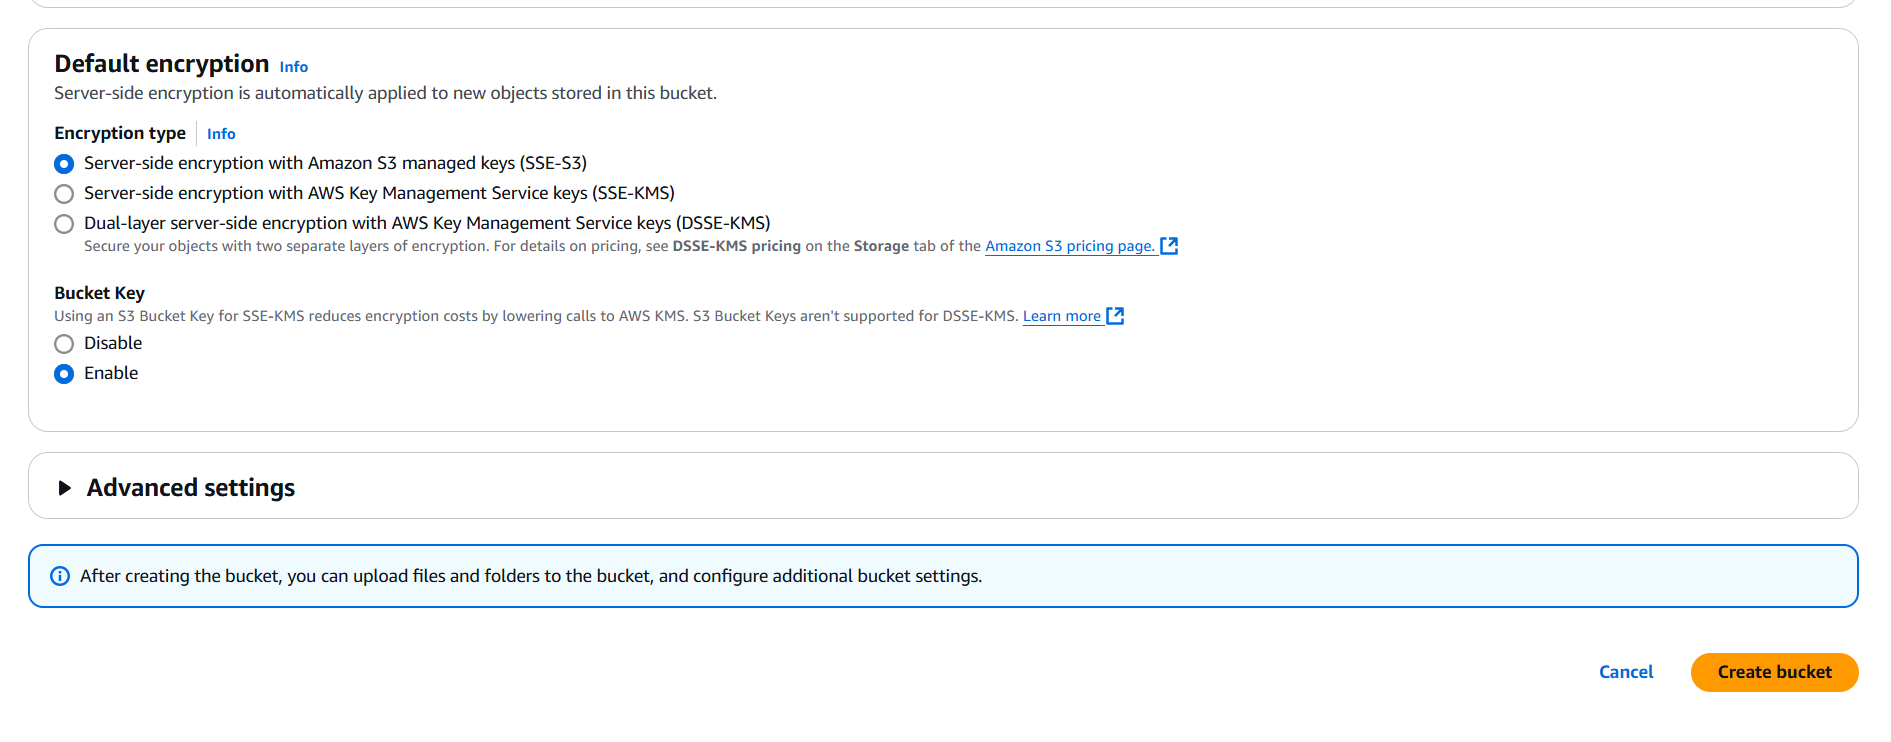 Default encryption Info
Server-side encryption is automatically applied to new objects stored in this bucket.
Encryption type Info
Server-side encryption with Amazon S3 managed keys (SSE-S3)
Server-side encryption with AWS Key Management Service keys (SSE-KMS)
Dual-layer server-side encryption with AWS Key Management Service keys (DSSE-KMS)
Secure your objects with two separate layers of encryption. For details on pricing, see DSSE-KMS pricing on the Storage tab of the Amazon S3 pricing page.
Bucket Key
Using an S3 Bucket Key for SSE-KMS reduces encryption costs by lowering calls to AWS KMS. S3 Bucket Keys aren't supported for DSSE-KMS. Learn more
Disable
Enable
Advanced settings
After creating the bucket, you can upload files and folders to the bucket, and configure additional bucket settings.
Cancel Create bucket